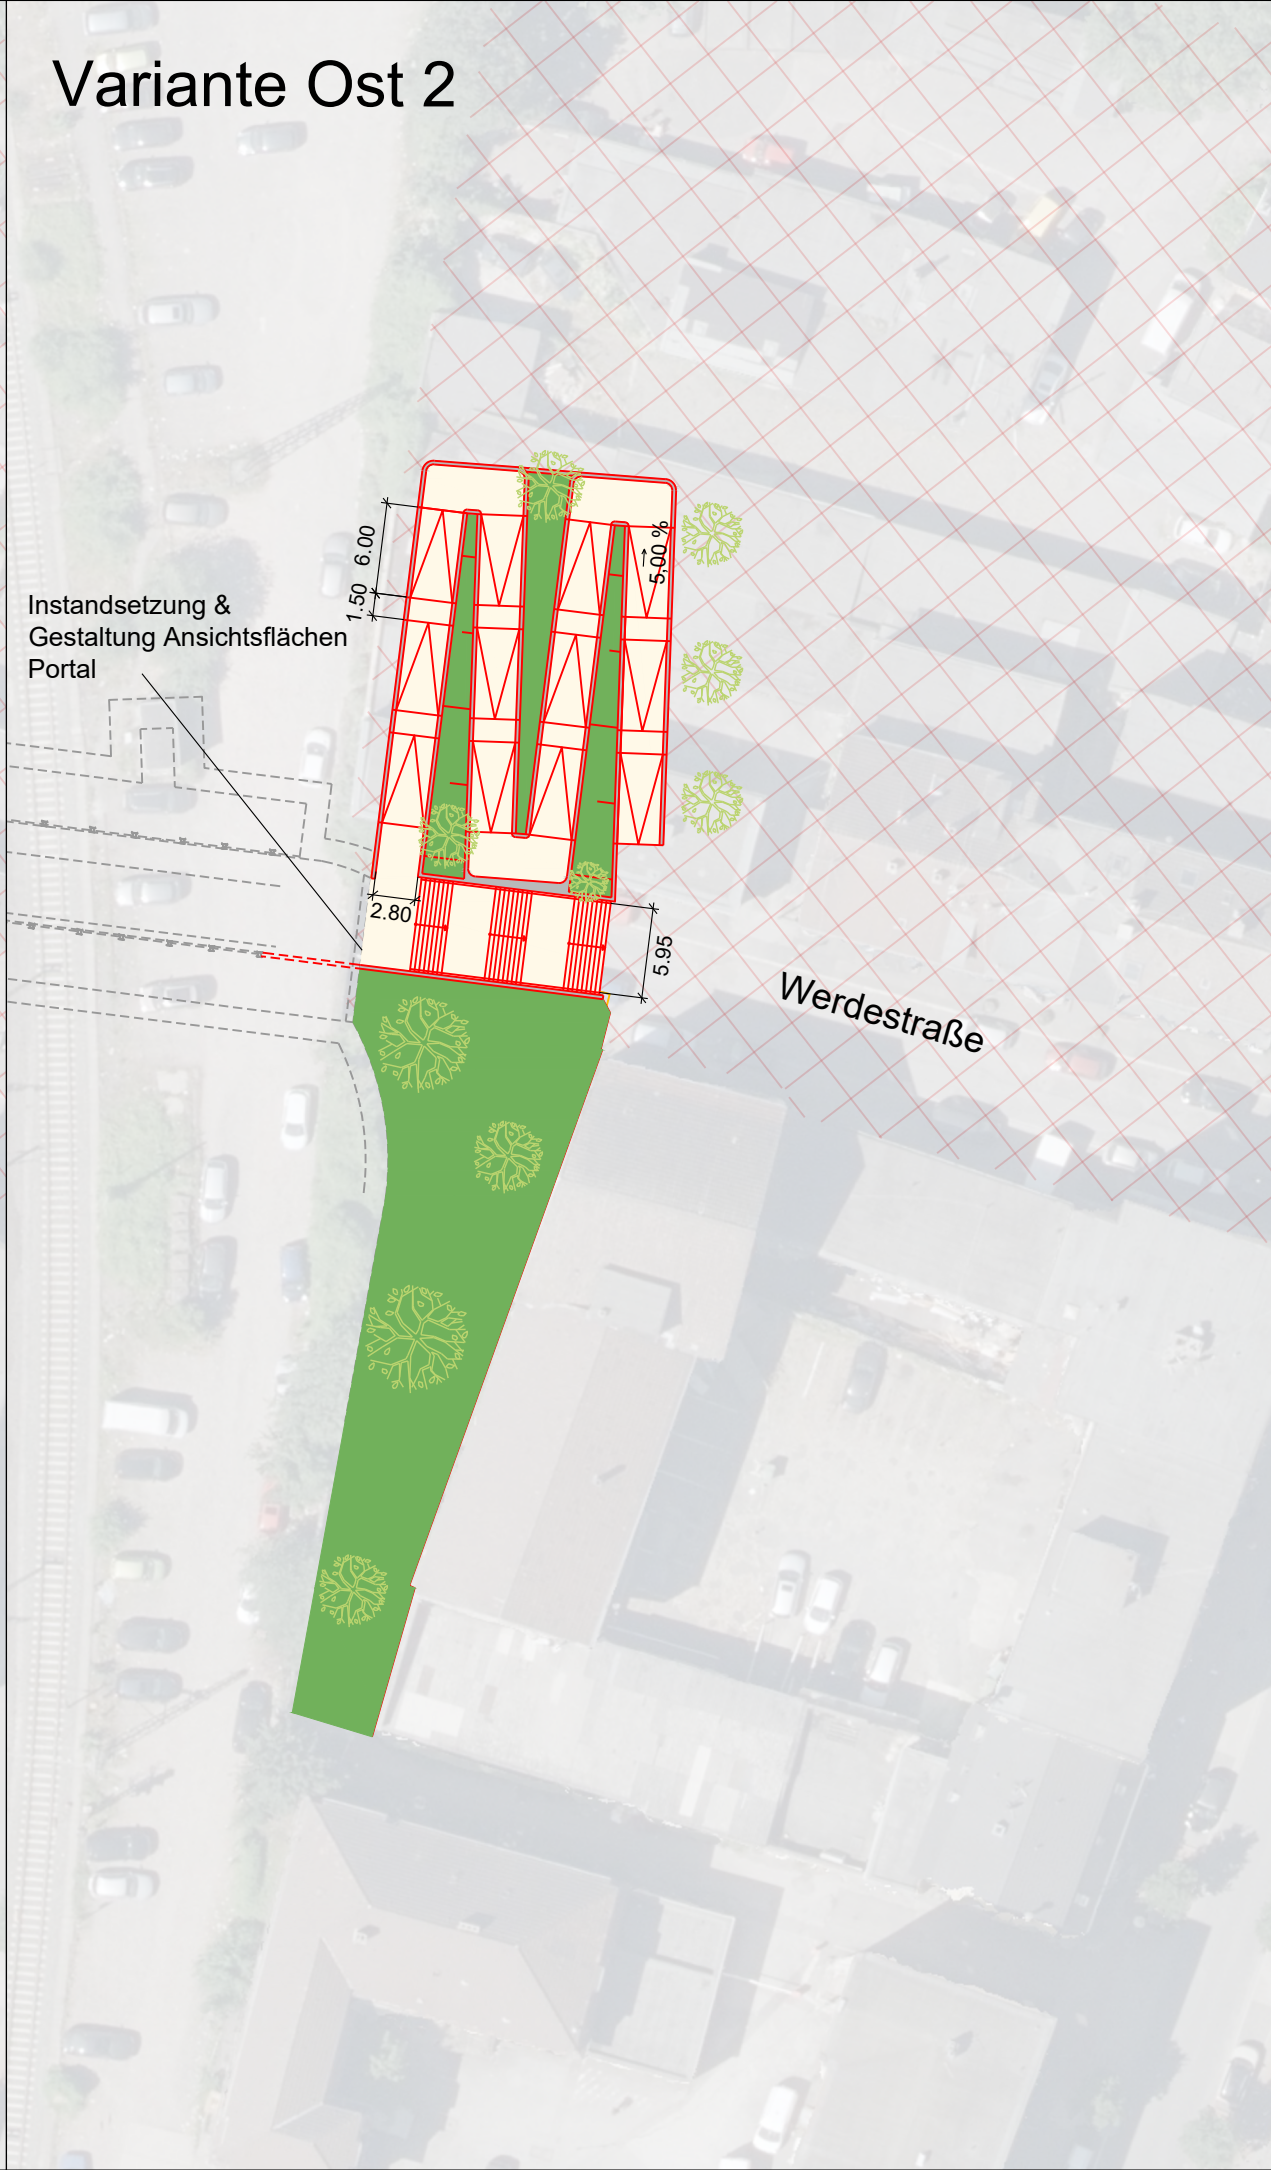 Variante Ost 2
6.00
5,00 %
1.50
Instandsetzung &
Gestaltung Ansichtsflächen
Portal
2.80
5.95
Werdestraße